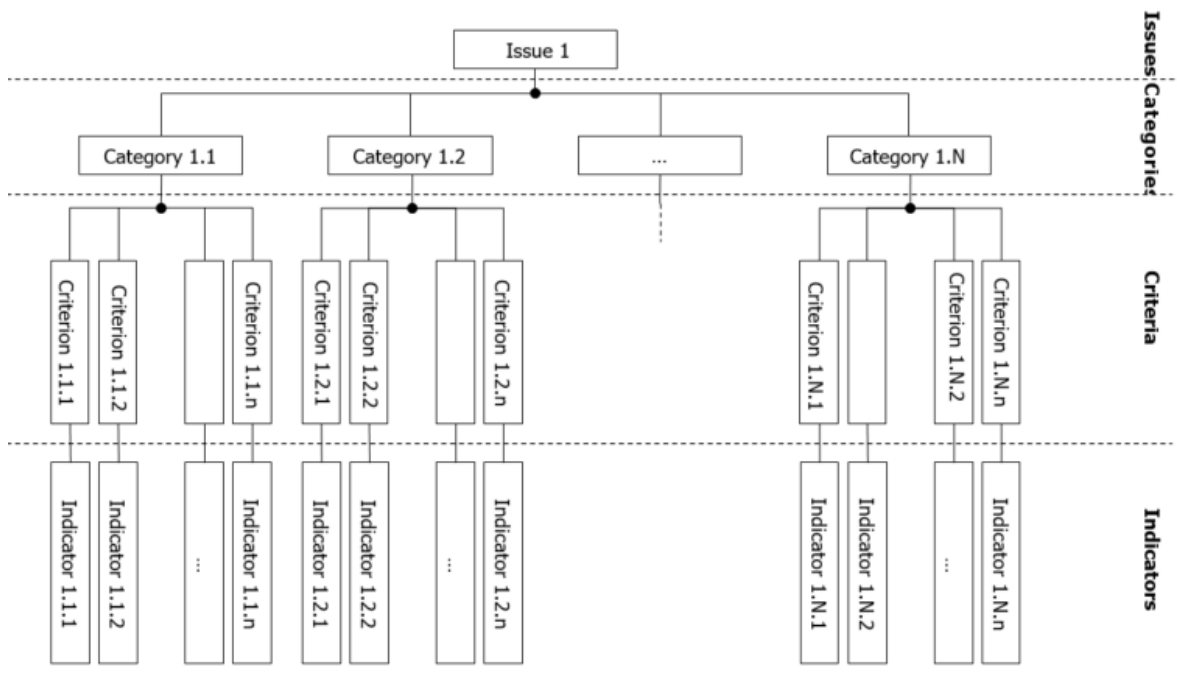 Issues
Issue 1
Categories
Category 1.1
Category 1.2
...
Category 1.N
Criteria
Criterion 1.1.1
Criterion 1.1.2
Criterion 1.1.n
Criterion 1.2.1
Criterion 1.2.2
Criterion 1.2.n
Criterion 1.N.1
Criterion 1.N.2
Criterion 1.N.n
Indicators
Indicator 1.1.1
Indicator 1.1.2
...
Indicator 1.1.n
Indicator 1.2.1
Indicator 1.2.2
...
Indicator 1.2.n
Indicator 1.N.1
Indicator 1.N.2
...
Indicator 1.N.n